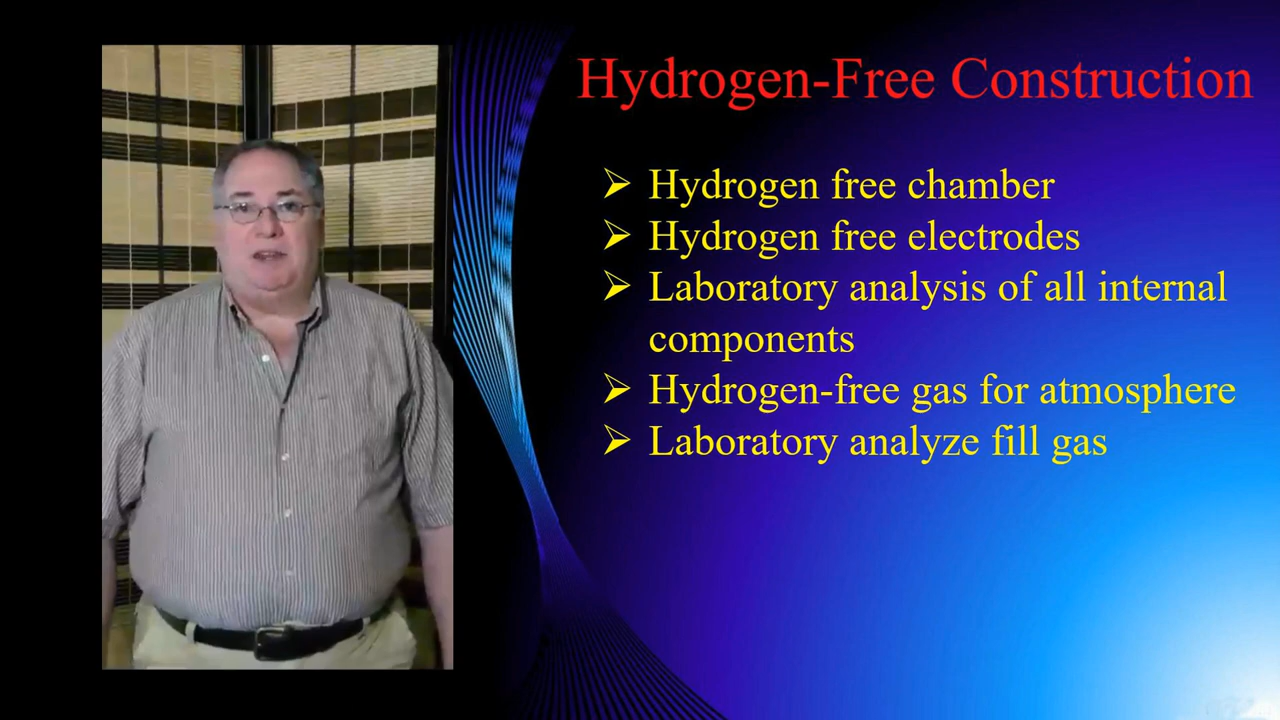 Hydrogen-Free Construction
➢ Hydrogen free chamber
➢ Hydrogen free electrodes
➢ Laboratory analysis of all internal
components
➢ Hydrogen-free gas for atmosphere
➢ Laboratory analyze fill gas